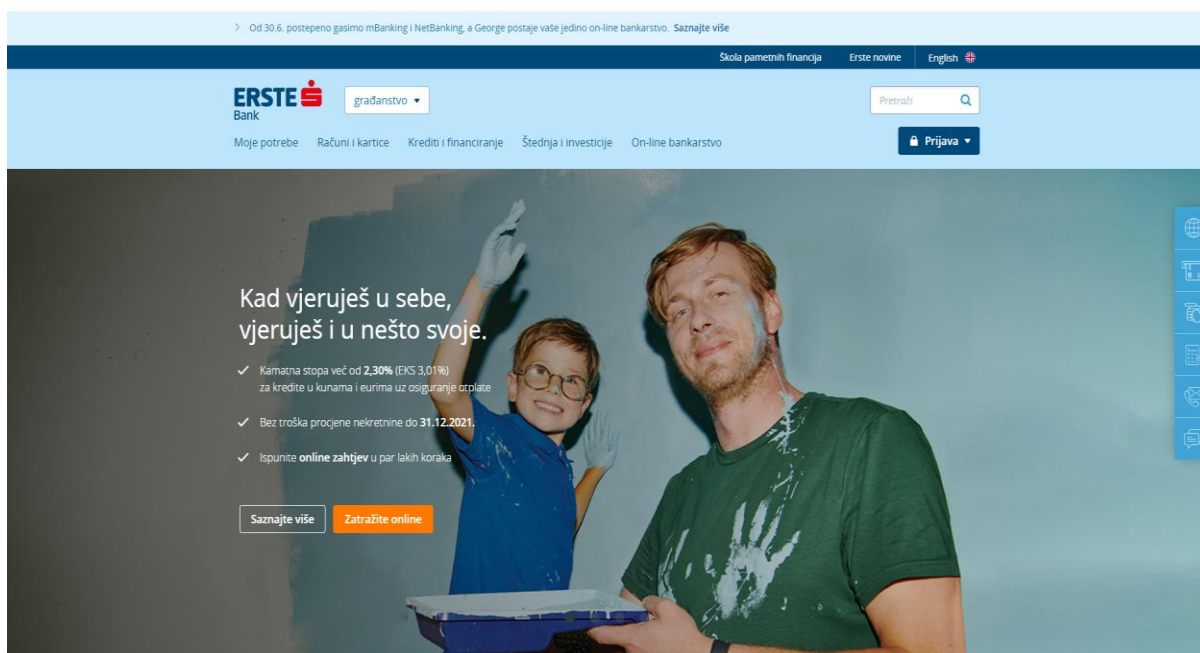 Od 30.6. postepeno gasimo mBanking i NetBanking, a George postaje vaše jedino on-line bankarstvo. Saznajte više
Škola pametnih financija Erste novine English
ERSTE
Bank
građanstvo
Pretraži
Moje potrebe Računi i kartice Krediti i financiranje Štednja i investicije On-line bankarstvo
Prijava
Kad vjeruješ u sebe,
vjeruješ i u nešto svoje.
Kamatna stopa već od 2,30% (EKS 3,01%)
za kredite u kunama i eurima uz osiguranje otplate
Bez troška procjene nekretnine do 31.12.2021.
Ispunite online zahtjev u par lakih koraka
Saznajte više Zatražite online